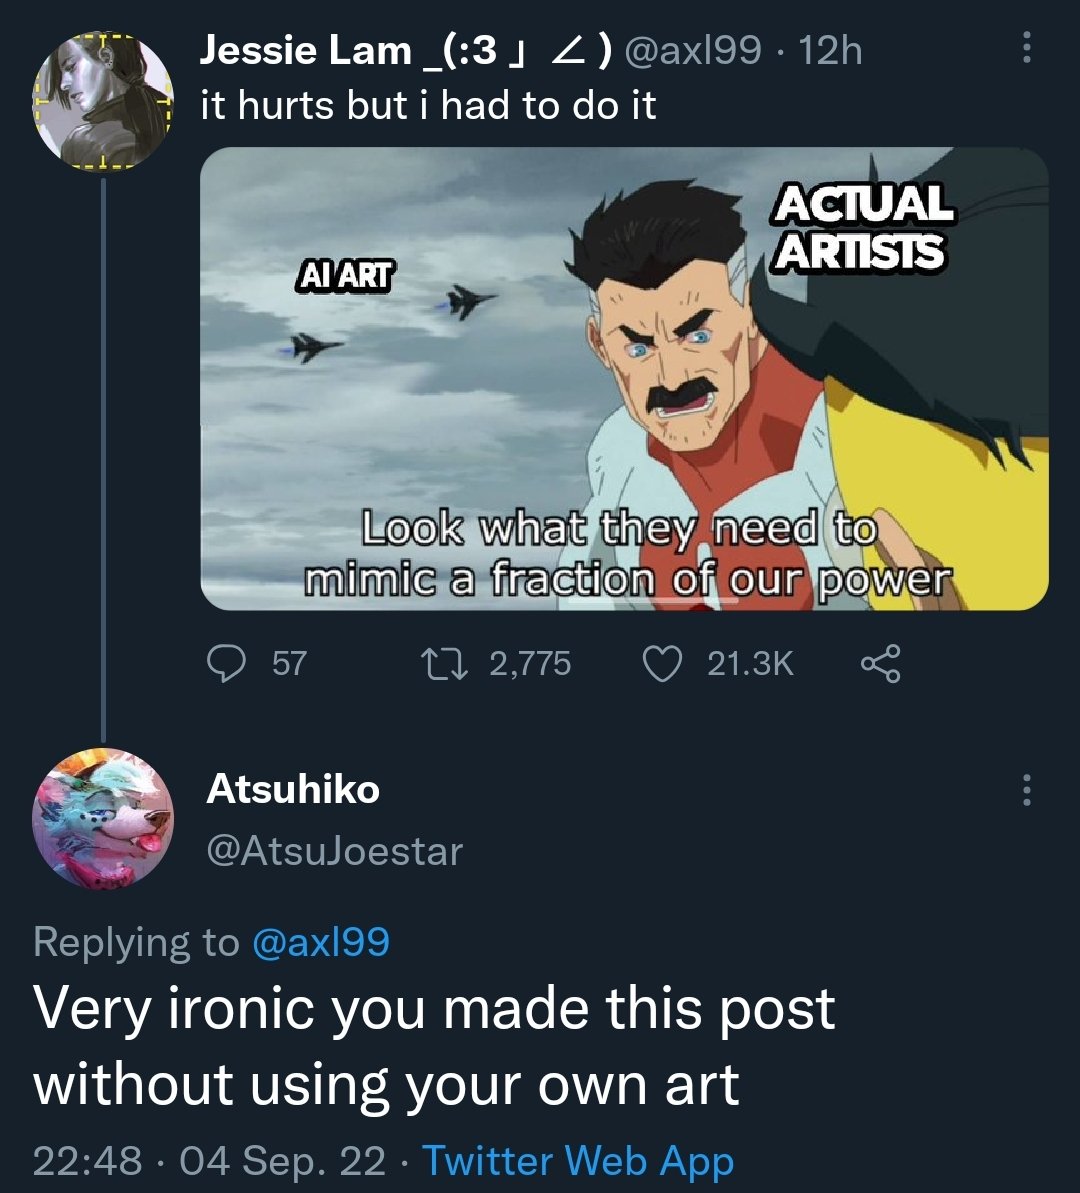 Jessie Lam _(:3 」∠ ) @axl99 · 12h
it hurts but i had to do it
ACTUAL
ARTISTS
AI ART
Look what they need to
mimic a fraction of our power
57 2,775 21.3K
Atsuhiko
@AtsuJoestar
Replying to @axl99
Very ironic you made this post
without using your own art
22:48 · 04 Sep. 22 · Twitter Web App